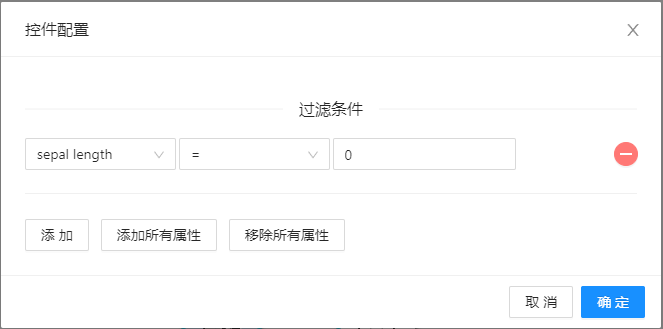 控件配置
过滤条件
sepal length = 0
添 加 添加所有属性 移除所有属性
取 消 确 定